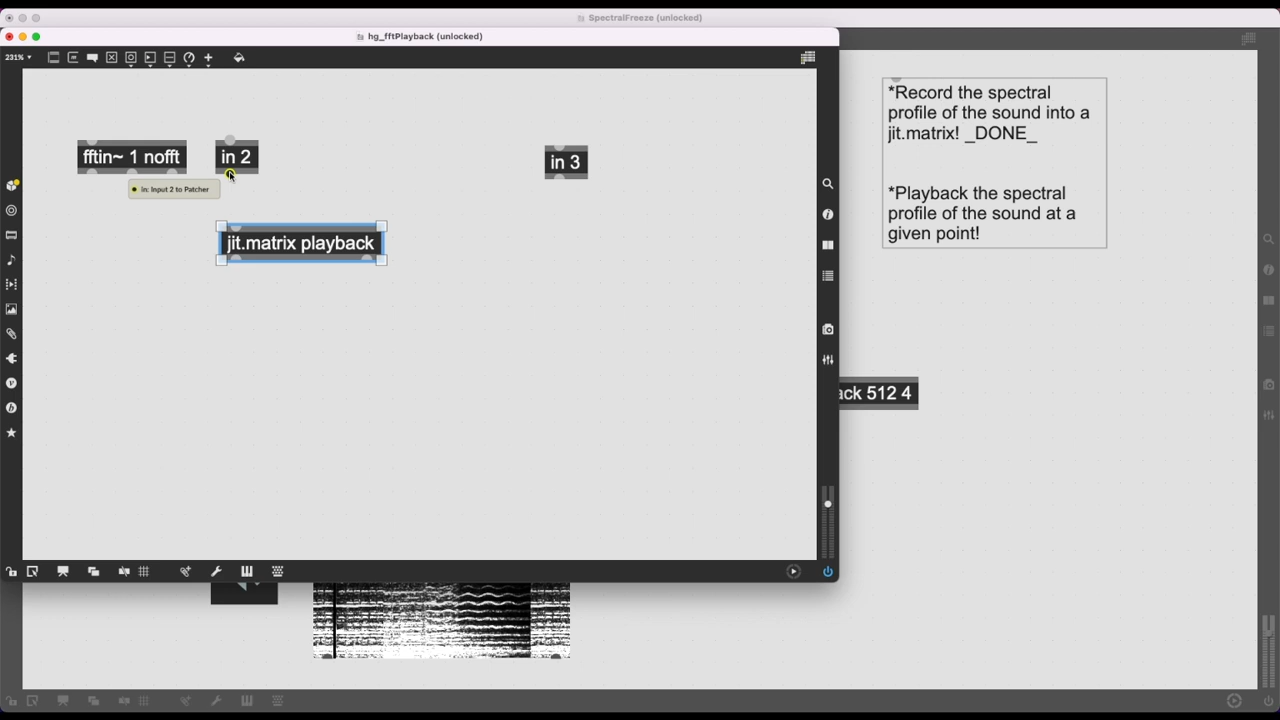 SpectralFreeze (unlocked)
hg_fftPlayback (unlocked)
231%
fftin~ 1 nofft
in 2
in 3
In: Input 2 to Patcher
jit.matrix playback
*Record the spectral
profile of the sound into a
jit.matrix! _DONE_
*Playback the spectral
profile of the sound at a
given point!
ack 512 4